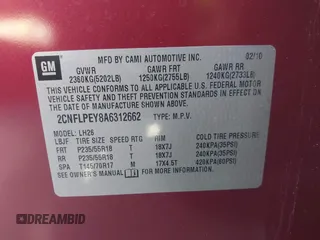 GM
MFD BY CAMI AUTOMOTIVE INC. 02/10
GVWR GAWR FRT GAWR RR
2360KG(5202LB) 1250KG(2755LB) 1240KG(2733LB)
THIS VEHICLE CONFORMS TO ALL APPLICABLE U.S. FEDERAL MOTOR
VEHICLE SAFETY AND THEFT PREVENTION STANDARDS IN EFFECT ON
THE DATE OF MANUFACTURE SHOWN ABOVE.
2CNFLPEY8A6312662 TYPE: M.P.V.
LH26
TIRE SIZE SPEED RTG RIM COLD TIRE PRESSURE
FRT P235/55R18 T 18X7J 240KPA(35PSI)
RR P235/55R18 T 18X7J 240KPA(35PSI)
SPA T145/70R17 M 17X4.5T 420KPA(60PSI)
SEE OWNER'S MANUAL FOR ADDITIONAL INFORMATION
DREAMBID